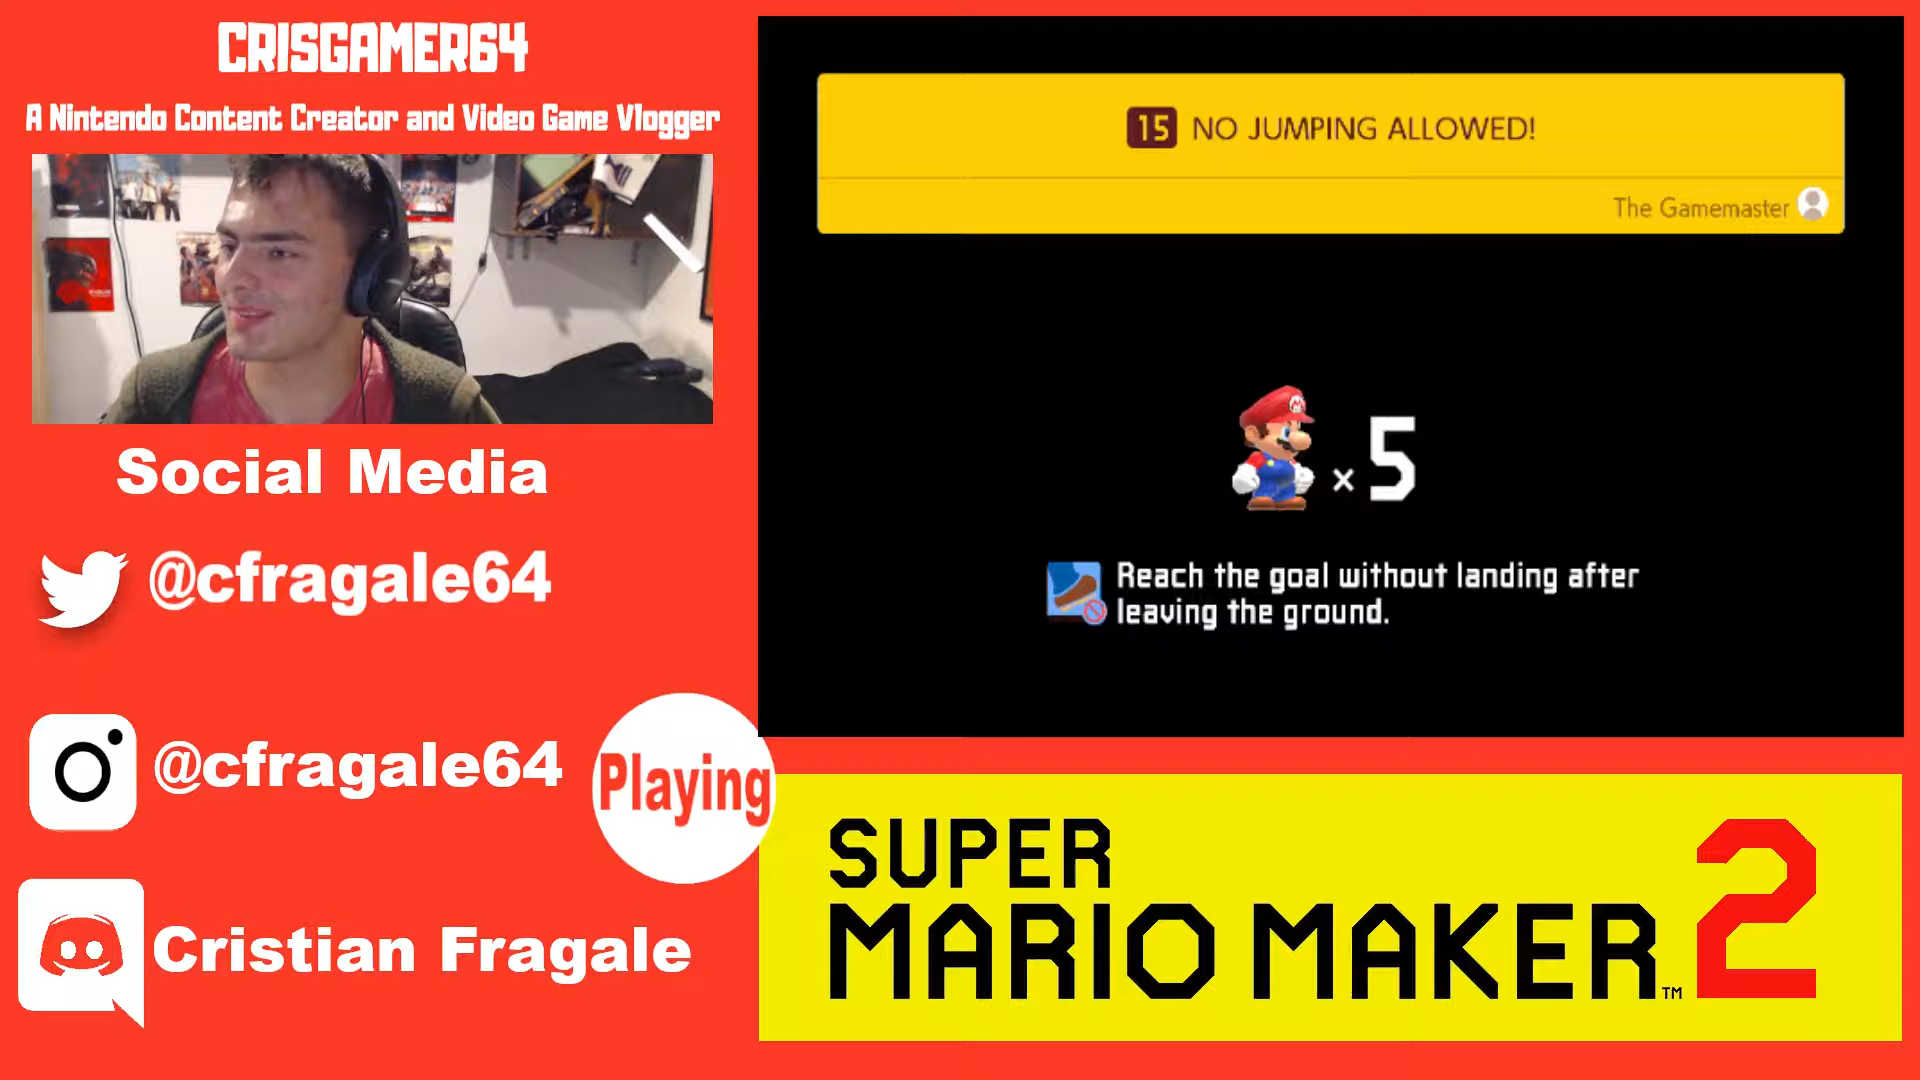 CRISGAMER64
A Nintendo Content Creator and Video Game Vlogger
Social Media
@cfragale64
@cfragale64
Cristian Fragale
15 NO JUMPING ALLOWED!
The Gamemaster
× 5
Reach the goal without landing after
leaving the ground.
Playing
SUPER
MARIO MAKER 2
TM